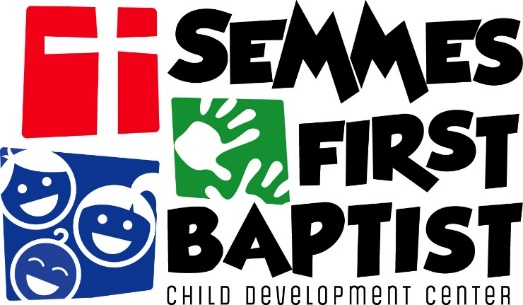 SEMMES
FIRST
BAPTIST
CHILD DEVELOPMENT CENTER